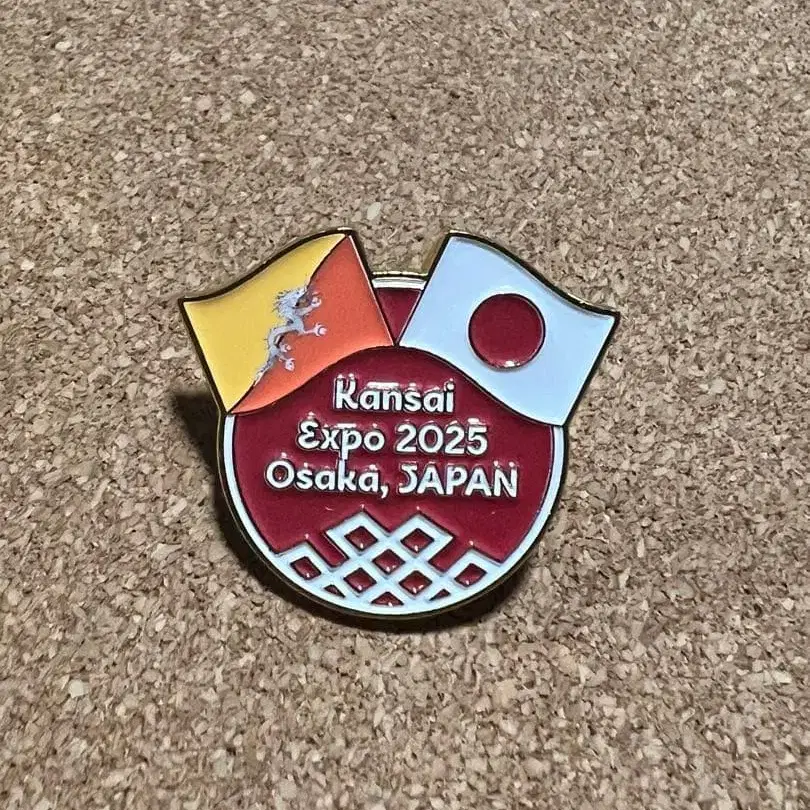 Kansai
Expo 2025
Osaka, JAPAN